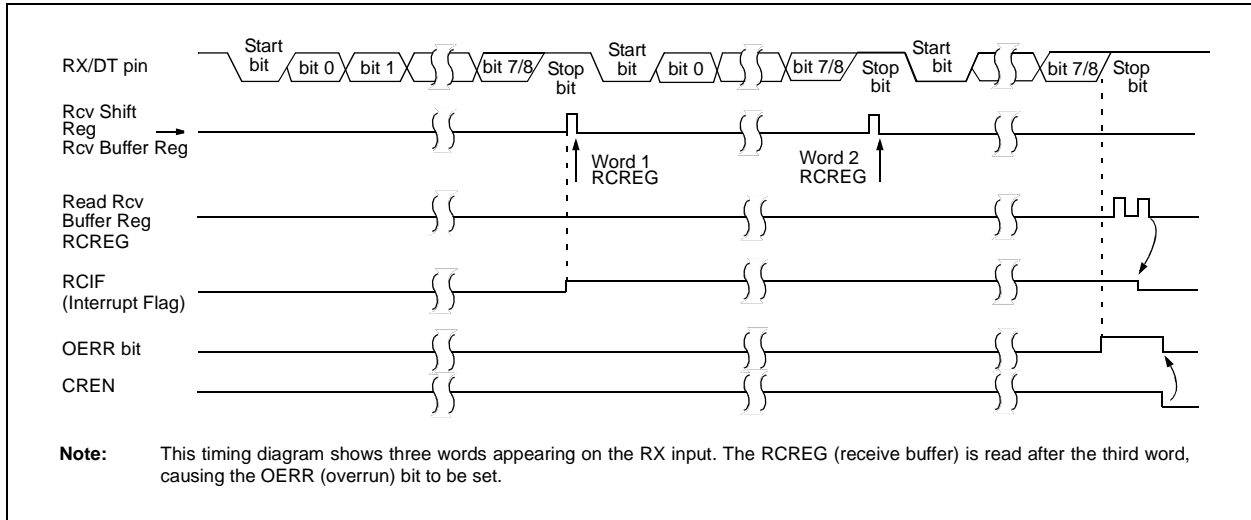 Start
bit
bit 0
bit 1
bit 7/8
Stop
bit
Start
bit
bit 0
bit 7/8
Stop
bit
Start
bit
bit 7/8
Stop
bit
RX/DT pin
Rcv Shift
Reg
Rcv Buffer Reg
Word 1
RCREG
Word 2
RCREG
Read Rcv
Buffer Reg
RCREG
RCIF
(Interrupt Flag)
OERR bit
CREN
Note: This timing diagram shows three words appearing on the RX input. The RCREG (receive buffer) is read after the third word,
causing the OERR (overrun) bit to be set.